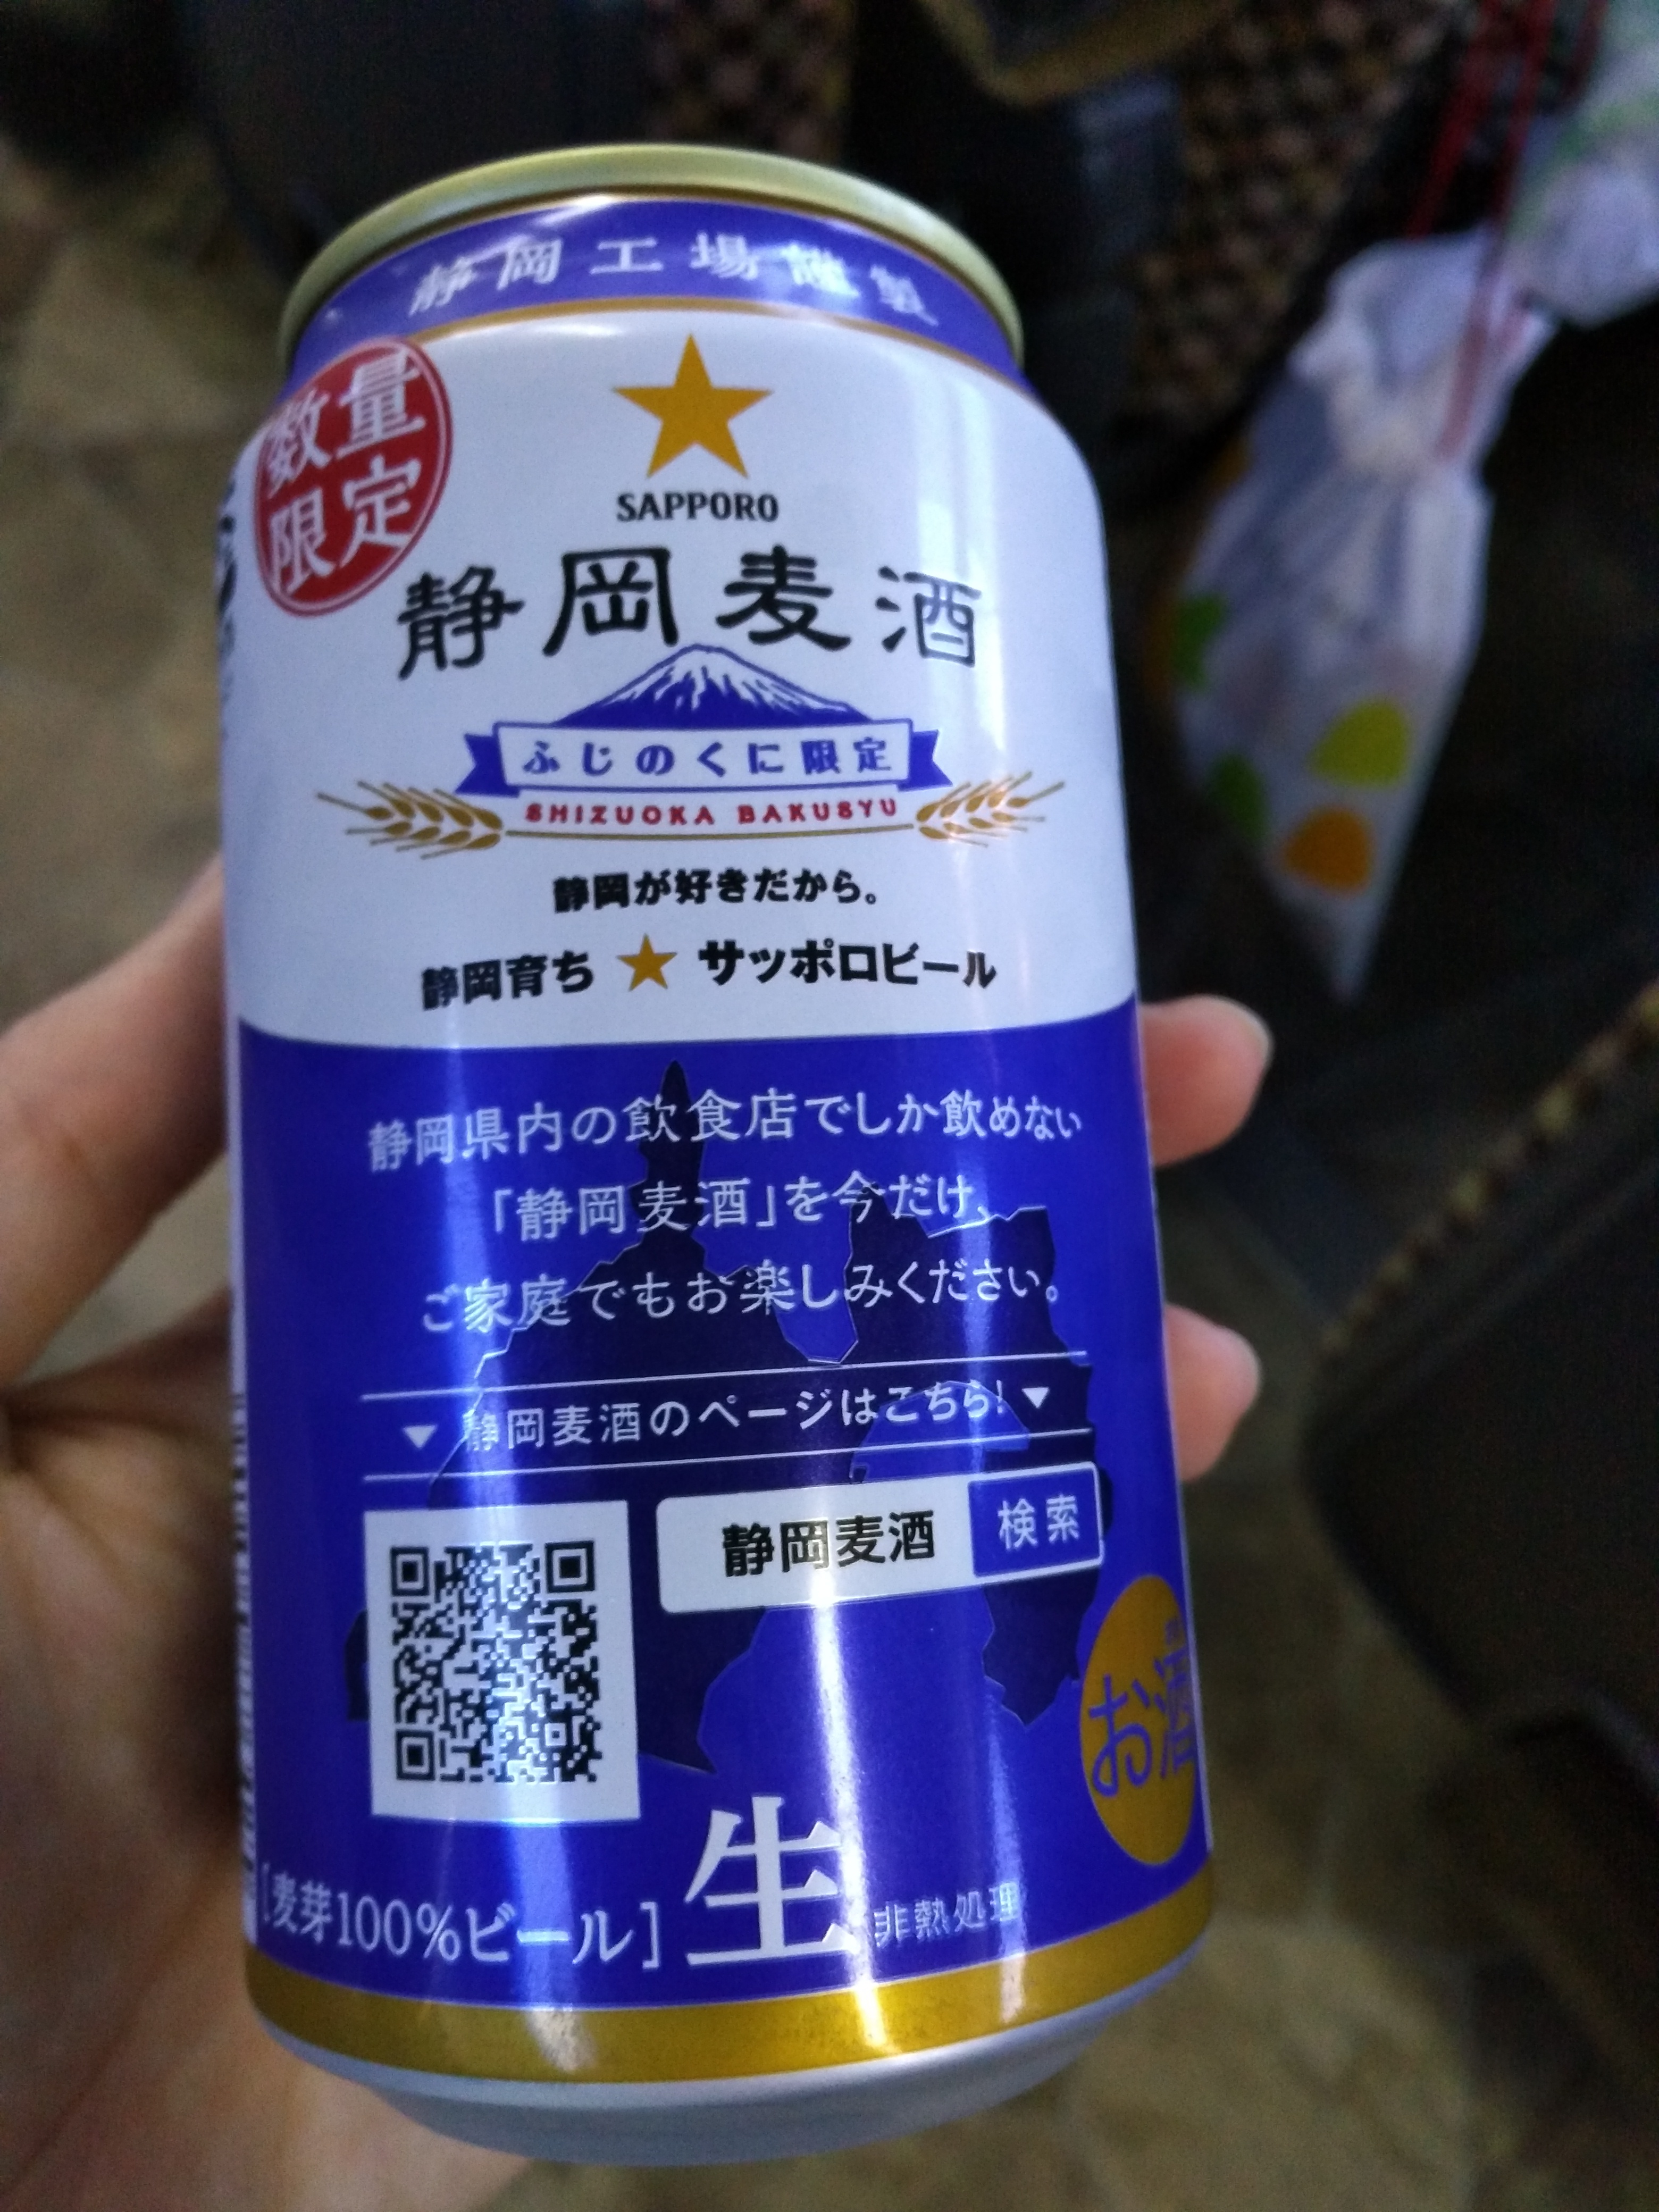 静岡工場謹製
数量
限定
SAPPORO
静岡麦酒
ふじのくに限定
SHIZUOKA BAKUSYU
静岡が好きだから。
静岡育ち★サッポロビール
静岡県内の飲食店でしか飲めない
「静岡麦酒」を今だけ、
ご家庭でもお楽しみください。
▼静岡麦酒のページはこちら!▼
静岡麦酒 検索
お酒
[麦芽100%ビール] 生 非熱処理